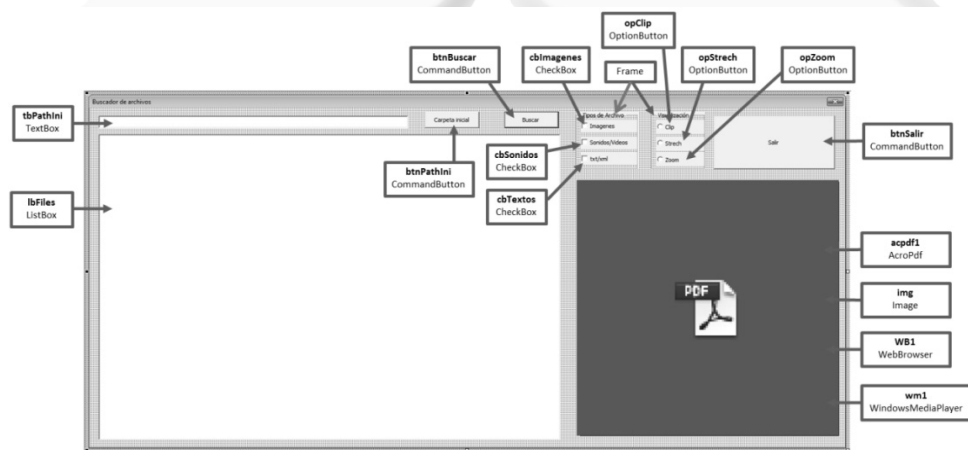 opClip
OptionButton
btnBuscar
CommandButton
cbImagenes
CheckBox
Frame
opStrech
OptionButton
opZoom
OptionButton
Buscador de archivos
tbPathIni
TextBox
Carpeta inicial
Buscar
Tipos de Archivo
Imagenes
Sonidos/Videos
txt/xml
Visualización
Clip
Strech
Zoom
Salir
btnSalir
CommandButton
btnPathIni
CommandButton
cbSonidos
CheckBox
cbTextos
CheckBox
lbFiles
ListBox
PDF
acpdf1
AcroPdf
img
Image
WB1
WebBrowser
wm1
WindowsMediaPlayer